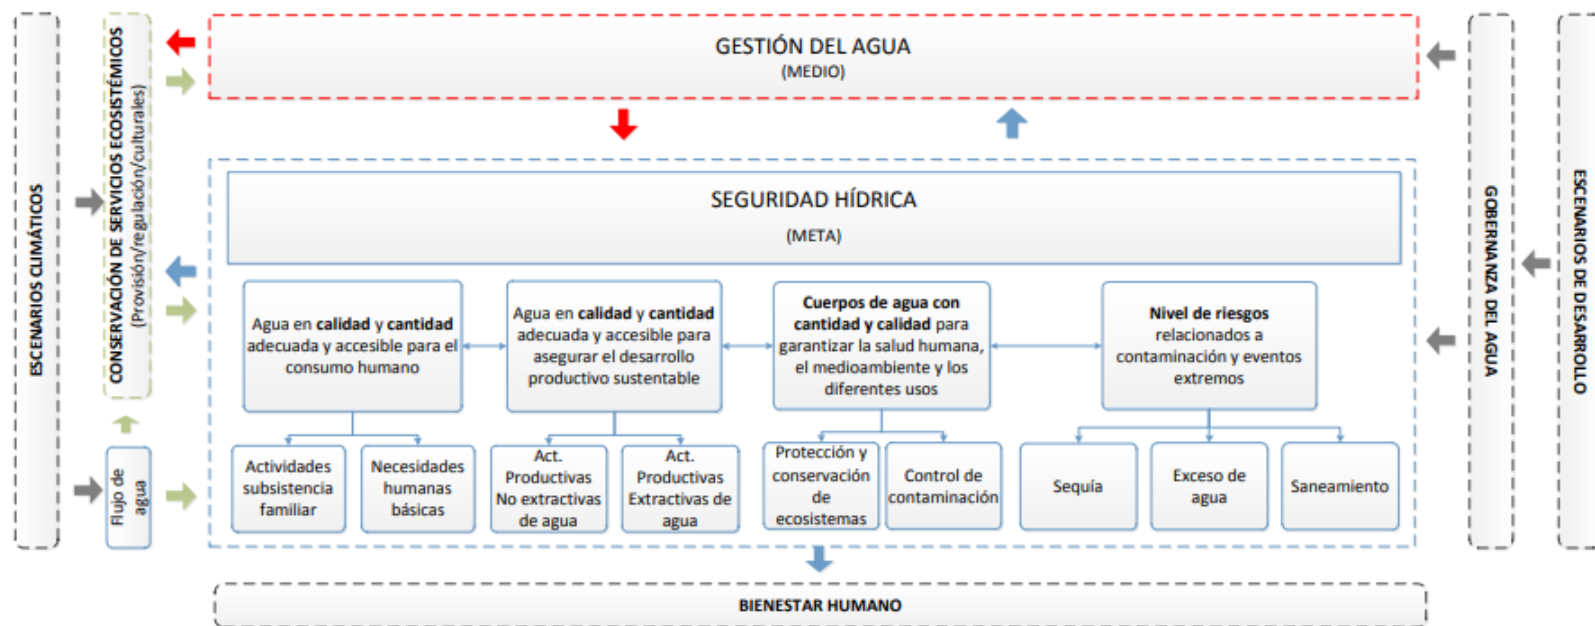 GESTIÓN DEL AGUA
(MEDIO)
ESCENARIOS CLIMÁTICOS
CONSERVACIÓN DE SERVICIOS ECOSISTÉMICOS
(Provisión/regulación/culturales)
Flujo de
agua
SEGURIDAD HÍDRICA
(META)
Agua en calidad y cantidad
adecuada y accesible para el
consumo humano
Agua en calidad y cantidad
adecuada y accesible para
asegurar el desarrollo
productivo sustentable
Cuerpos de agua con
cantidad y calidad para
garantizar la salud humana,
el medioambiente y los
diferentes usos
Nivel de riesgos
relacionados a
contaminación y eventos
extremos
Actividades
subsistencia
familiar
Necesidades
humanas
básicas
Act.
Productivas
No extractivas
de agua
Act.
Productivas
Extractivas de
agua
Protección y
conservación
de
ecosistemas
Control de
contaminación
Sequía
Exceso de
agua
Saneamiento
GOBERNANZA DEL AGUA
ESCENARIOS DE DESARROLLO
BIENESTAR HUMANO